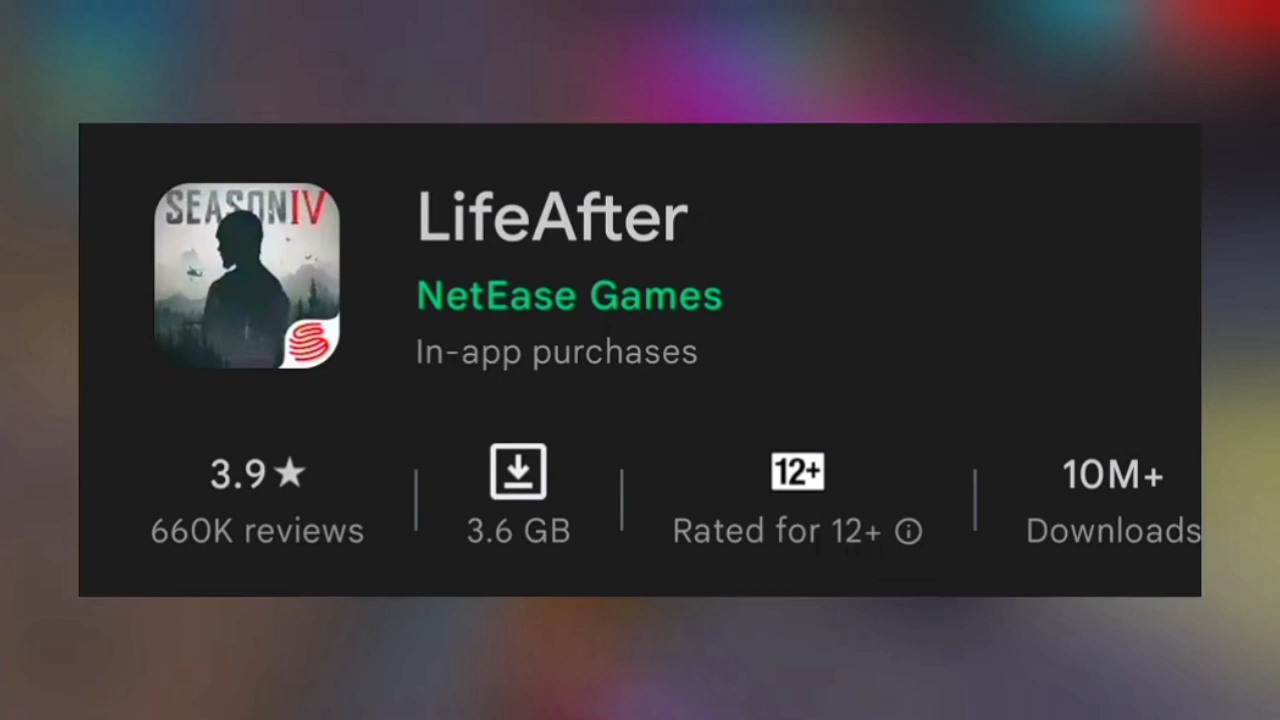 SEASON IV
LifeAfter
NetEase Games
In-app purchases
3.9★
660K reviews
3.6 GB
12+
Rated for 12+
10M+
Downloads